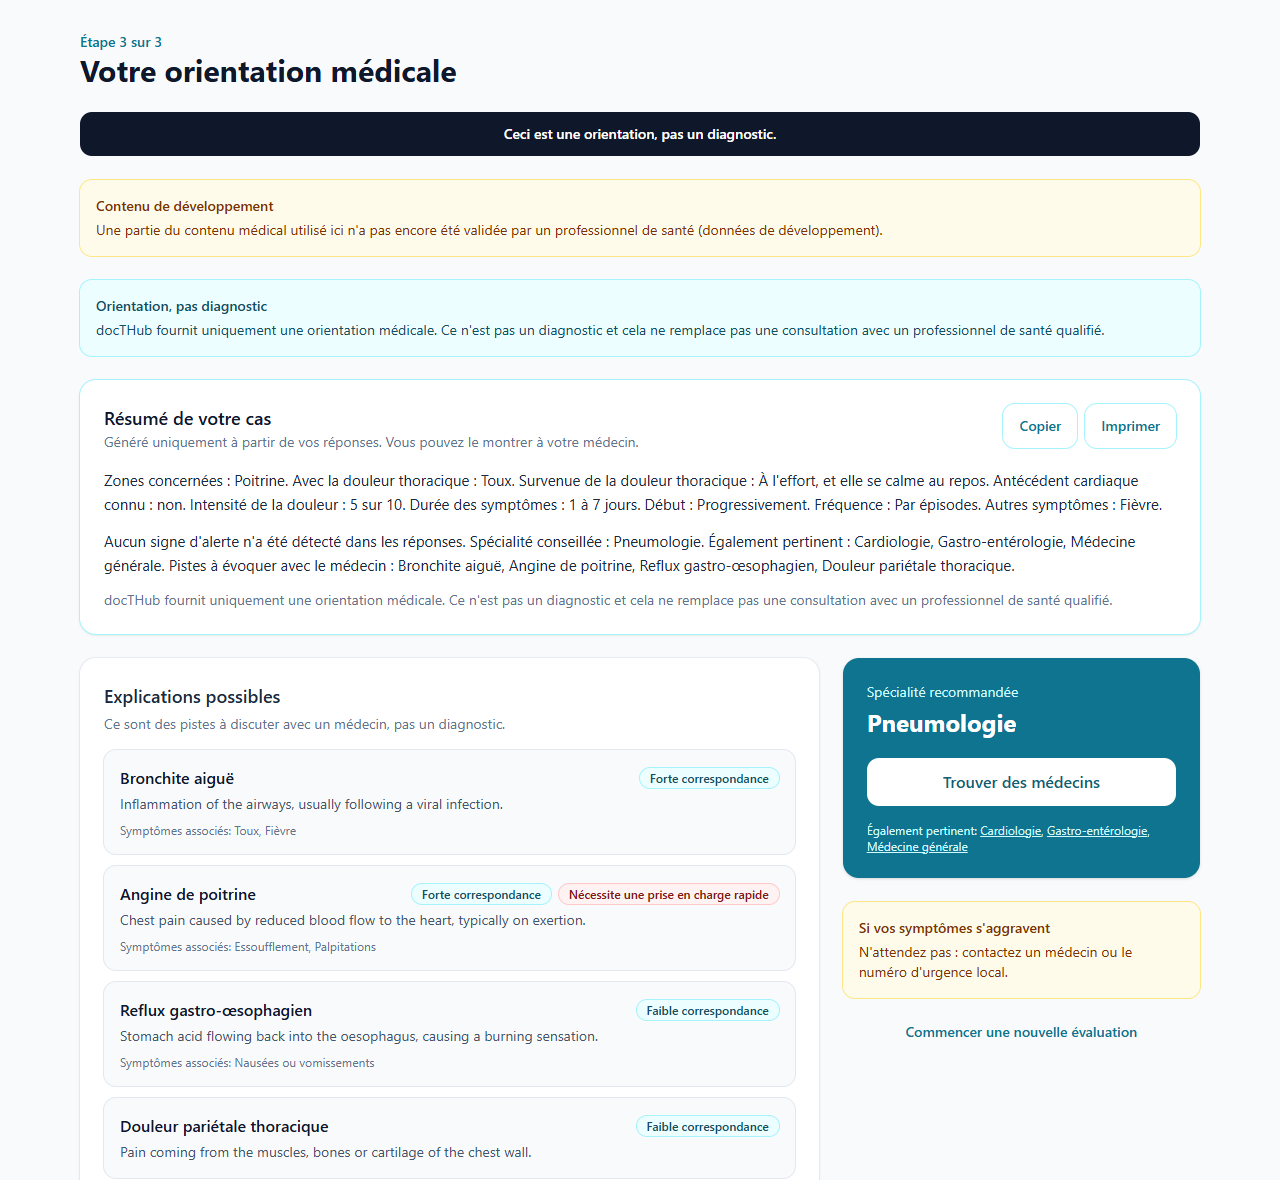 Étape 3 sur 3
Votre orientation médicale
Ceci est une orientation, pas un diagnostic.
Contenu de développement
Une partie du contenu médical utilisé ici n'a pas encore été validée par un professionnel de santé (données de développement).
Orientation, pas diagnostic
docTHub fournit uniquement une orientation médicale. Ce n'est pas un diagnostic et cela ne remplace pas une consultation avec un professionnel de santé qualifié.
Résumé de votre cas
Généré uniquement à partir de vos réponses. Vous pouvez le montrer à votre médecin.
Copier
Imprimer
Zones concernées : Poitrine. Avec la douleur thoracique : Toux. Survenue de la douleur thoracique : À l'effort, et elle se calme au repos. Antécédent cardiaque
connu : non. Intensité de la douleur : 5 sur 10. Durée des symptômes : 1 à 7 jours. Début : Progressivement. Fréquence : Par épisodes. Autres symptômes : Fièvre.
Aucun signe d'alerte n'a été détecté dans les réponses. Spécialité conseillée : Pneumologie. Également pertinent : Cardiologie, Gastro-entérologie, Médecine
générale. Pistes à évoquer avec le médecin : Bronchite aiguë, Angine de poitrine, Reflux gastro-œsophagien, Douleur pariétale thoracique.
docTHub fournit uniquement une orientation médicale. Ce n'est pas un diagnostic et cela ne remplace pas une consultation avec un professionnel de santé qualifié.
Explications possibles
Ce sont des pistes à discuter avec un médecin, pas un diagnostic.
Bronchite aiguë
Forte correspondance
Inflammation of the airways, usually following a viral infection.
Symptômes associés: Toux, Fièvre
Angine de poitrine
Forte correspondance
Nécessite une prise en charge rapide
Chest pain caused by reduced blood flow to the heart, typically on exertion.
Symptômes associés: Essoufflement, Palpitations
Reflux gastro-œsophagien
Faible correspondance
Stomach acid flowing back into the oesophagus, causing a burning sensation.
Symptômes associés: Nausées ou vomissements
Douleur pariétale thoracique
Faible correspondance
Pain coming from the muscles, bones or cartilage of the chest wall.
Spécialité recommandée
Pneumologie
Trouver des médecins
Également pertinent: Cardiologie, Gastro-entérologie,
Médecine générale
Si vos symptômes s'aggravent
N'attendez pas : contactez un médecin ou le
numéro d'urgence local.
Commencer une nouvelle évaluation